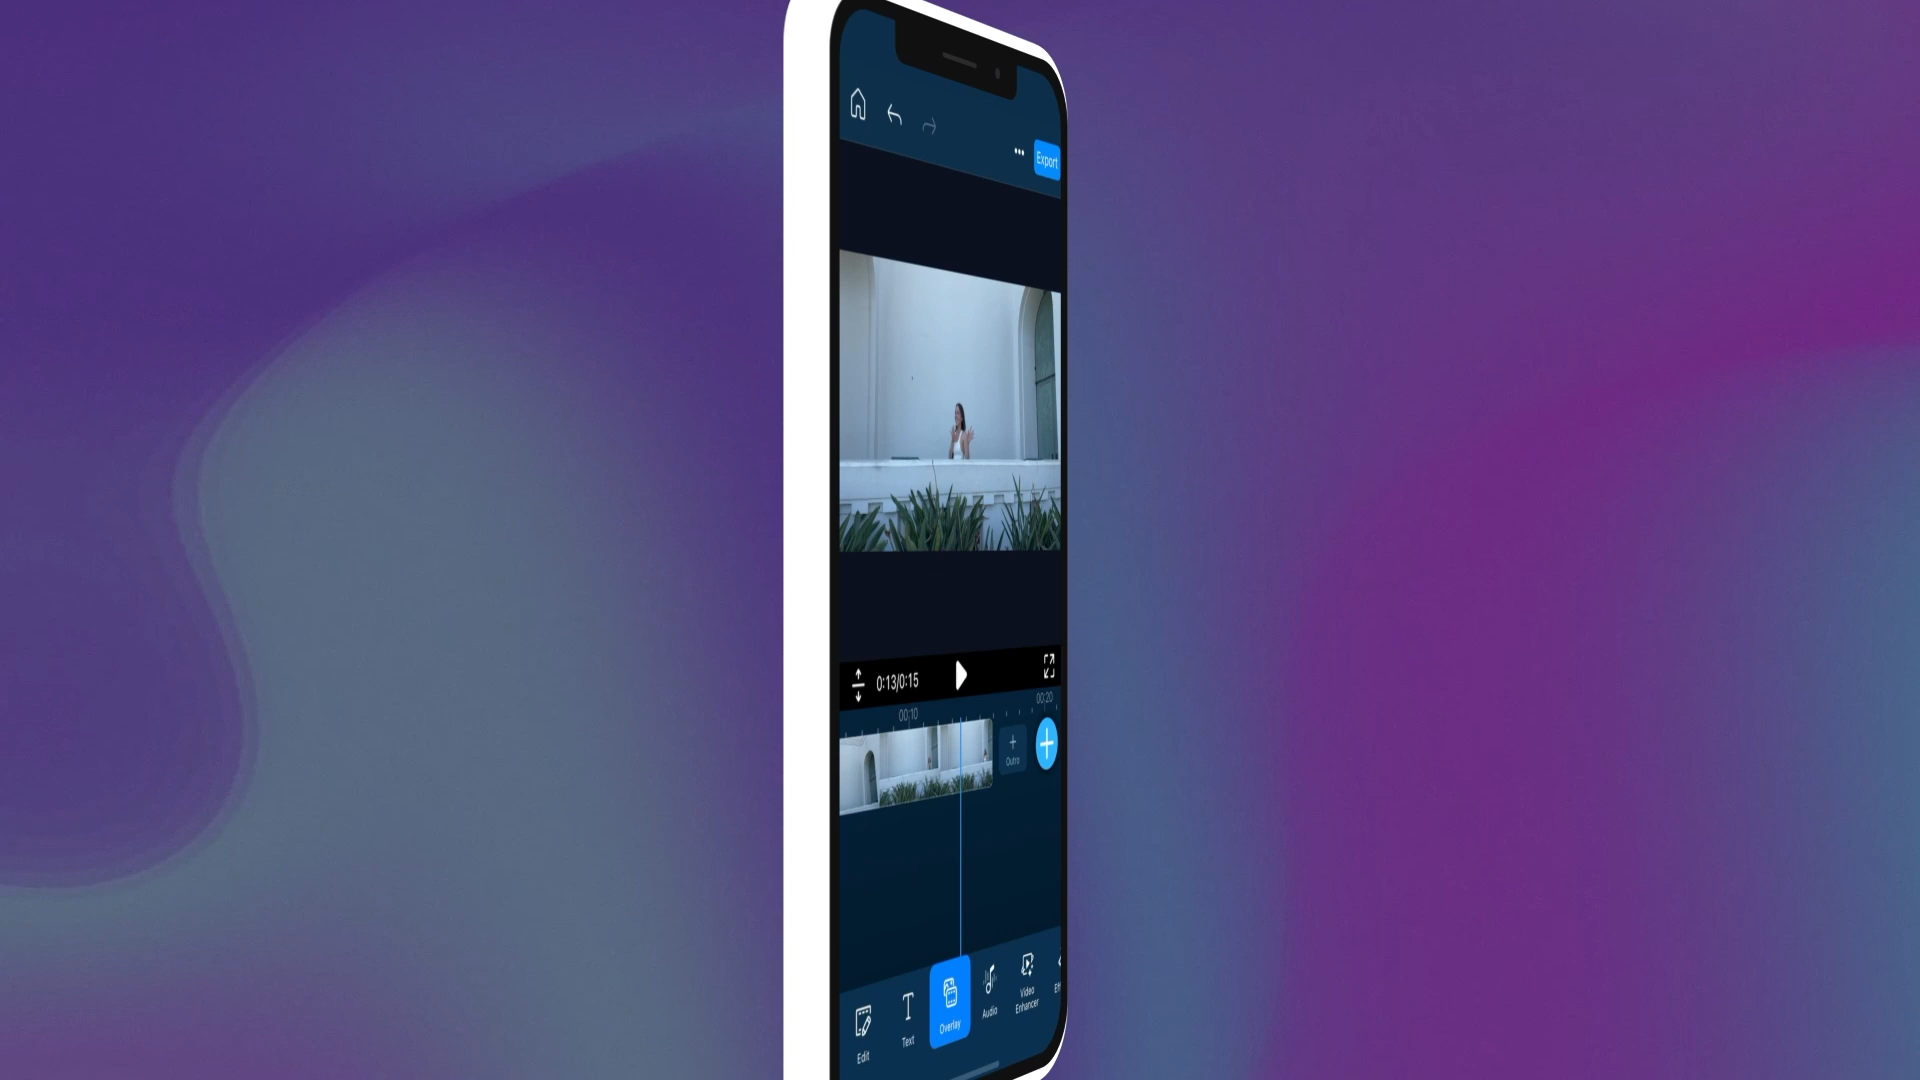 Export
0:13/0:15
00:10
00:20
Outro
Edit
Text
Overlay
Audio
Video
Enhancer